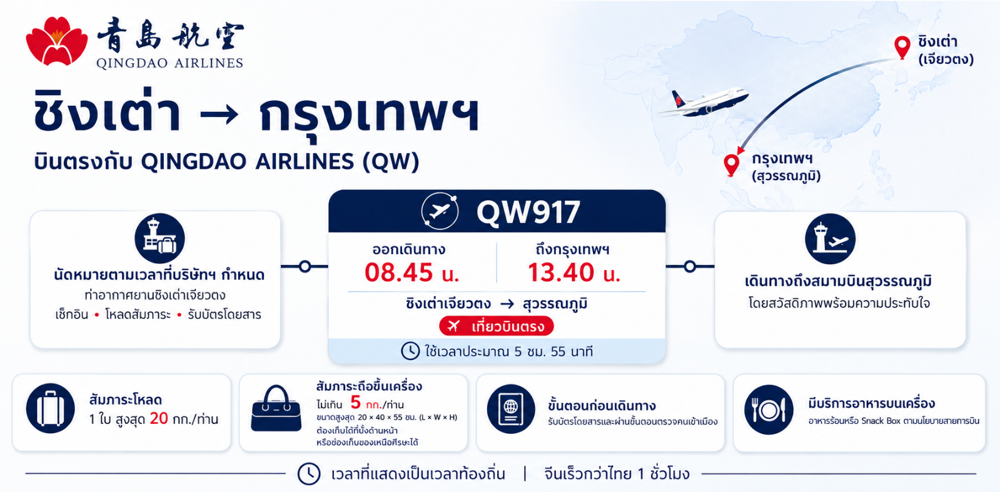 青島航空
QINGDAO AIRLINES
ชิงเต่า → กรุงเทพฯ
บินตรงกับ QINGDAO AIRLINES (QW)
ชิงเต่า
(เจียวตง)
กรุงเทพฯ
(สุวรรณภูมิ)
นัดหมายตามเวลาที่บริษัทฯ กำหนด
ท่าอากาศยานชิงเต่าเจียวตง
เช็กอิน • โหลดสัมภาระ • รับบัตรโดยสาร
QW917
ออกเดินทาง
08.45 น.
ถึงกรุงเทพฯ
13.40 น.
ชิงเต่าเจียวตง → สุวรรณภูมิ
เที่ยวบินตรง
ใช้เวลาประมาณ 5 ชม. 55 นาที
เดินทางถึงสมามบินสุวรรณภูมิ
โดยสวัสดิภาพพร้อมความประทับใจ
สัมภาระโหลด
1 ใบ สูงสุด 20 กก./ท่าน
สัมภาระถือขึ้นเครื่อง
ไม่เกิน 5 กก./ท่าน
ขนาดสูงสุด 20 × 40 × 55 ซม. (L × W × H)
ต้องเก็บได้ที่นั่งด้านหน้า
หรือช่องเก็บของเหนือศีรษะได้
ขั้นตอนก่อนเดินทาง
รับบัตรโดยสารและผ่านขั้นตอนตรวจคนเข้าเมือง
มีบริการอาหารบนเครื่อง
อาหารร้อนหรือ Snack Box ตามนโยบายสายการบิน
เวลาที่แสดงเป็นเวลาท้องถิ่น | จีนเร็วกว่าไทย 1 ชั่วโมง